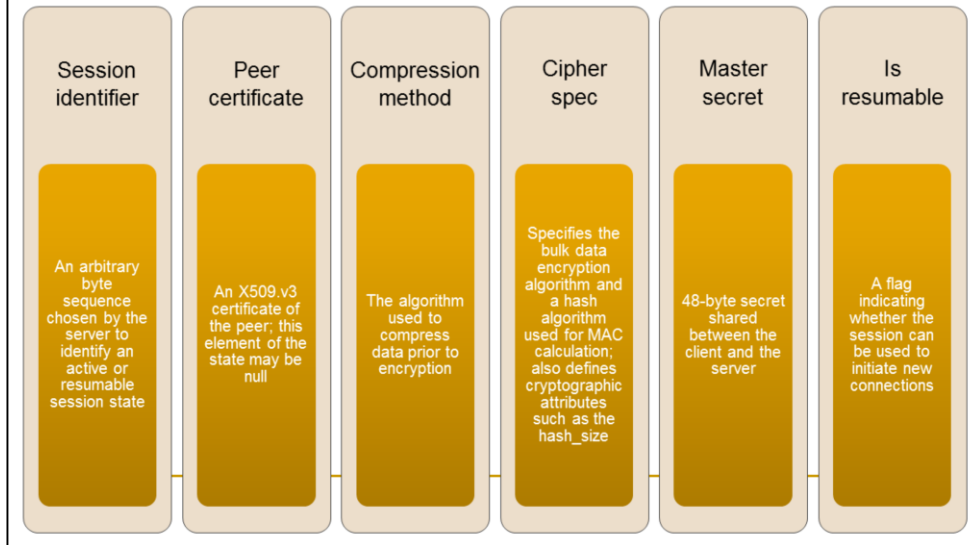 Session
identifier
An arbitrary
byte
sequence
chosen by the
server to
identify an
active or
resumable
session state
Peer
certificate
An X509.v3
certificate of
the peer; this
element of the
state may be
null
Compression
method
The algorithm
used to
compress
data prior to
encryption
Cipher
spec
Specifies the
bulk data
encryption
algorithm and
a hash
algorithm
used for MAC
calculation;
also defines
cryptographic
attributes
such as the
hash_size
Master
secret
48-byte secret
shared
between the
client and the
server
Is
resumable
A flag
indicating
whether the
session can
be used to
initiate new
connections